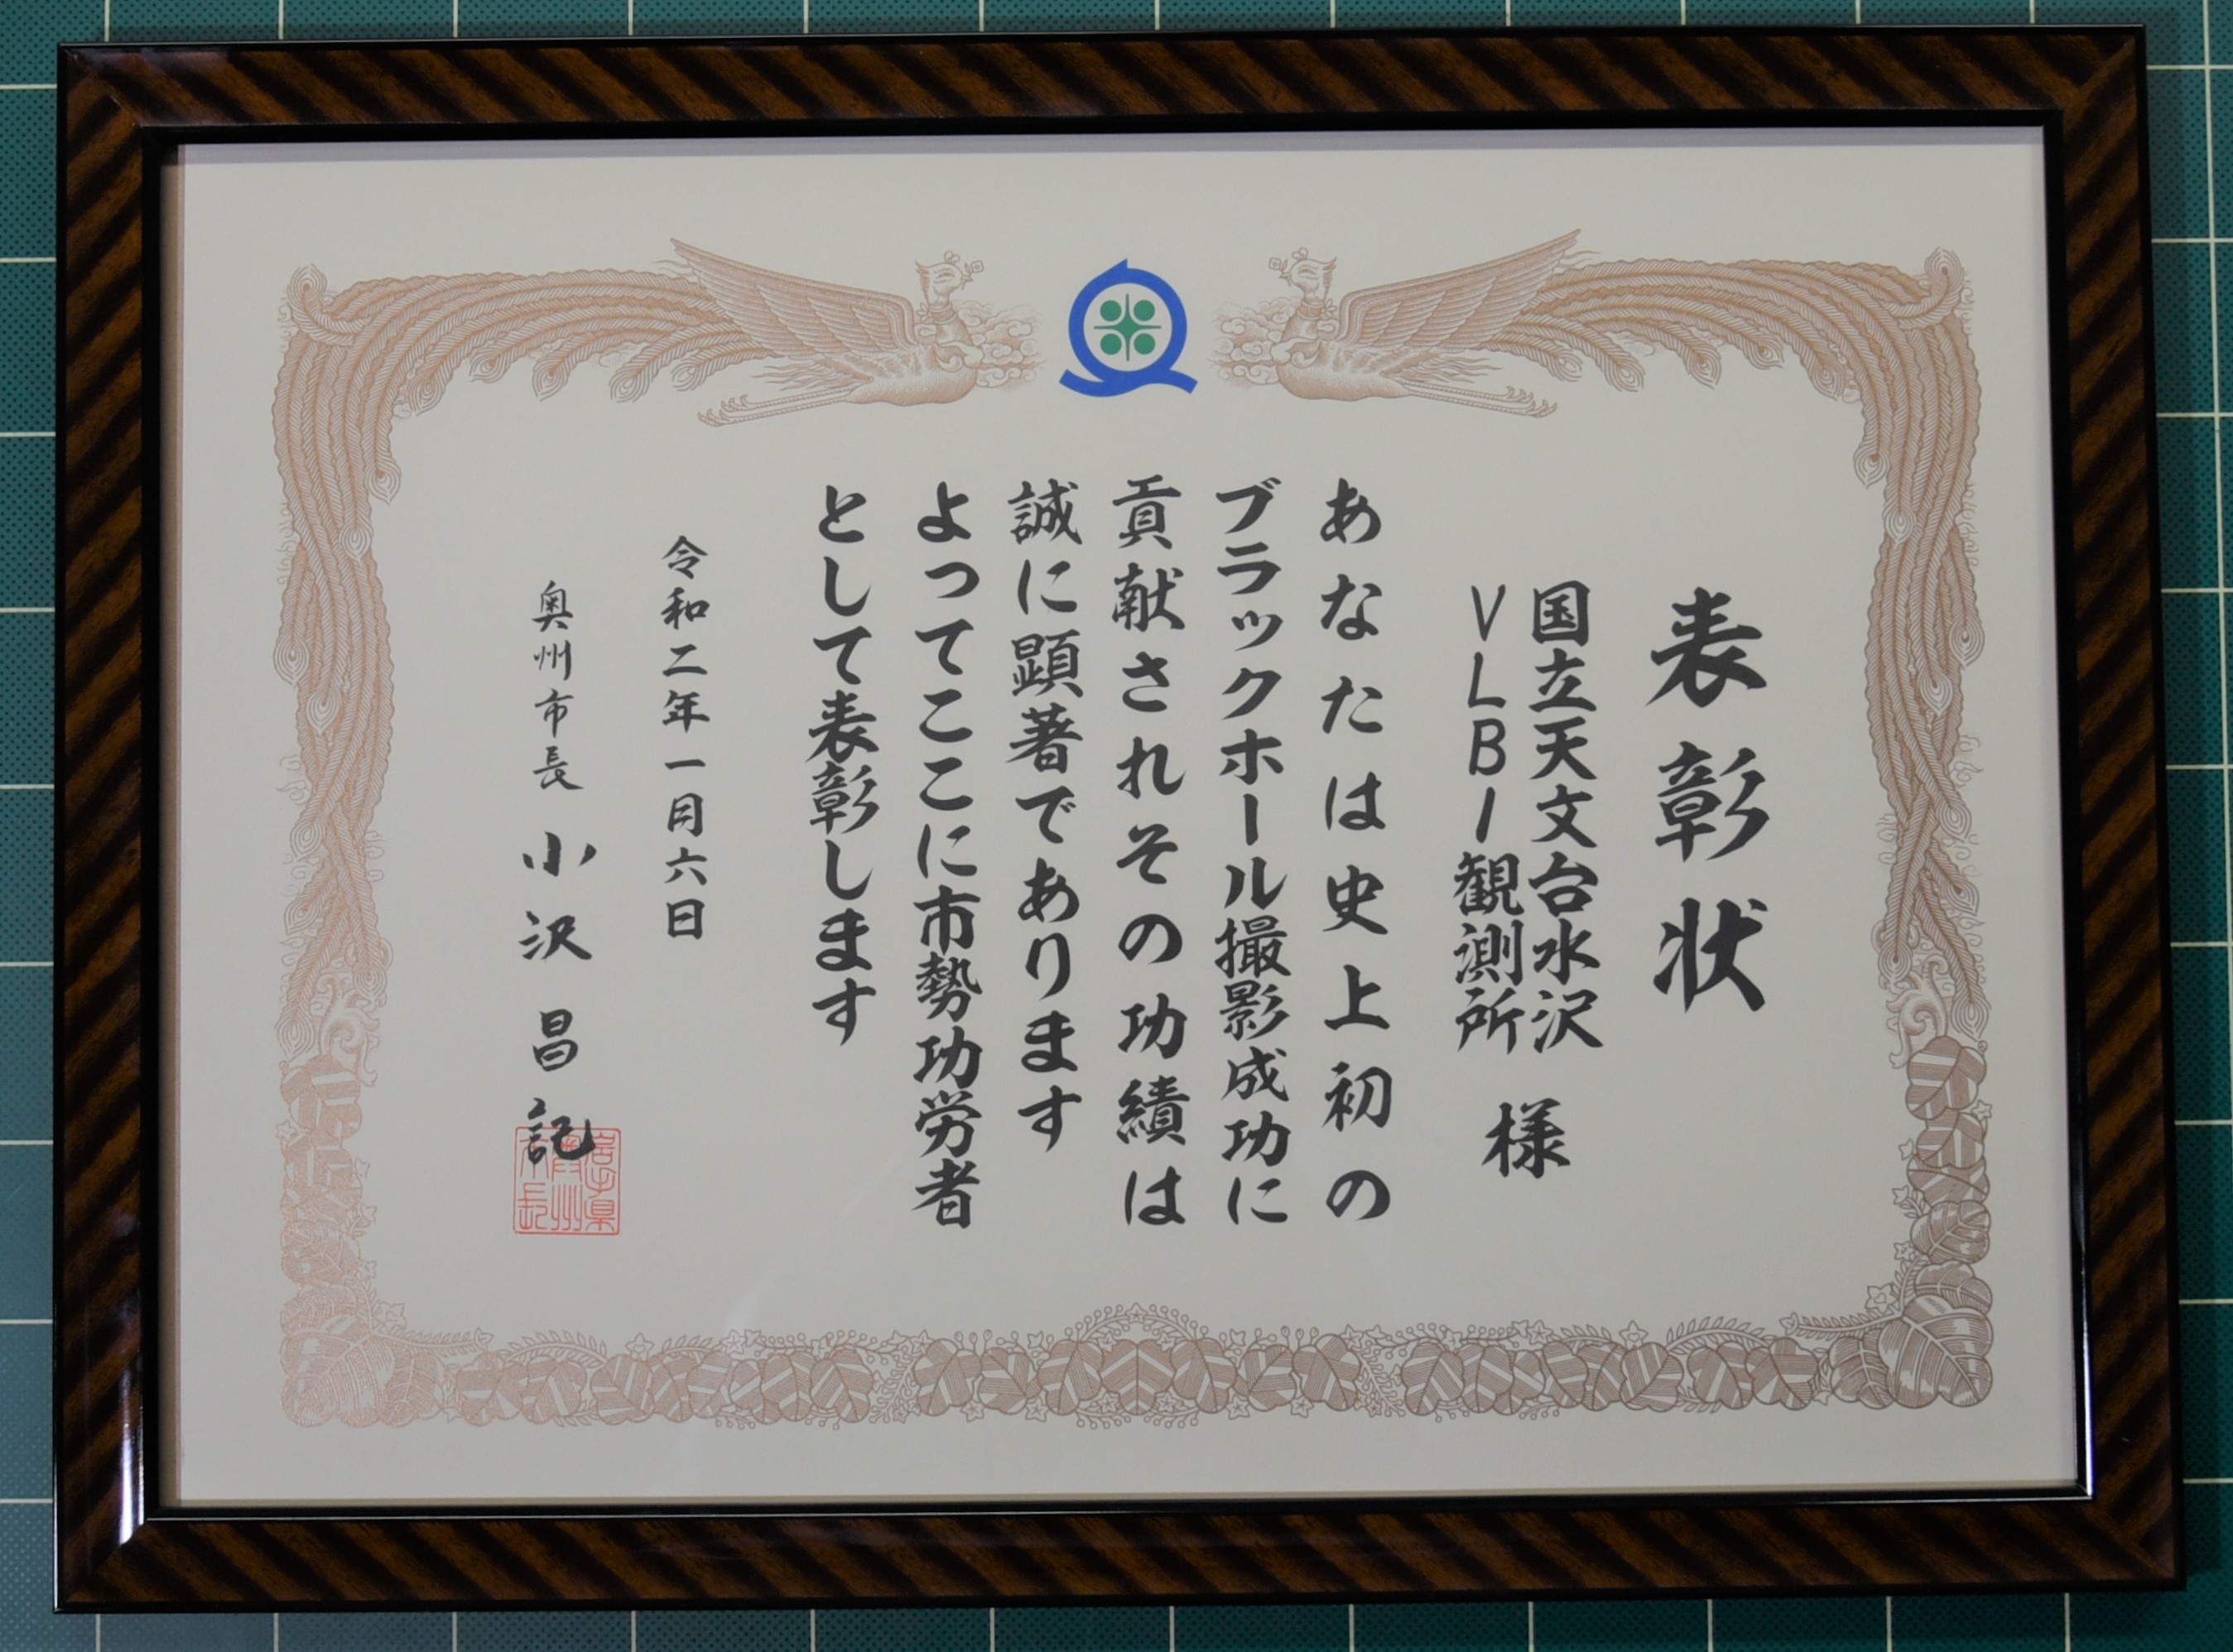 表彰状
国立天文台水沢
VLBI観測所 様
あなたは史上初の
ブラックホール撮影成功に
貢献されその功績は
誠に顕著であります
よってここに市勢功労者
として表彰します
令和二年一月六日
奥州市長 小沢昌記